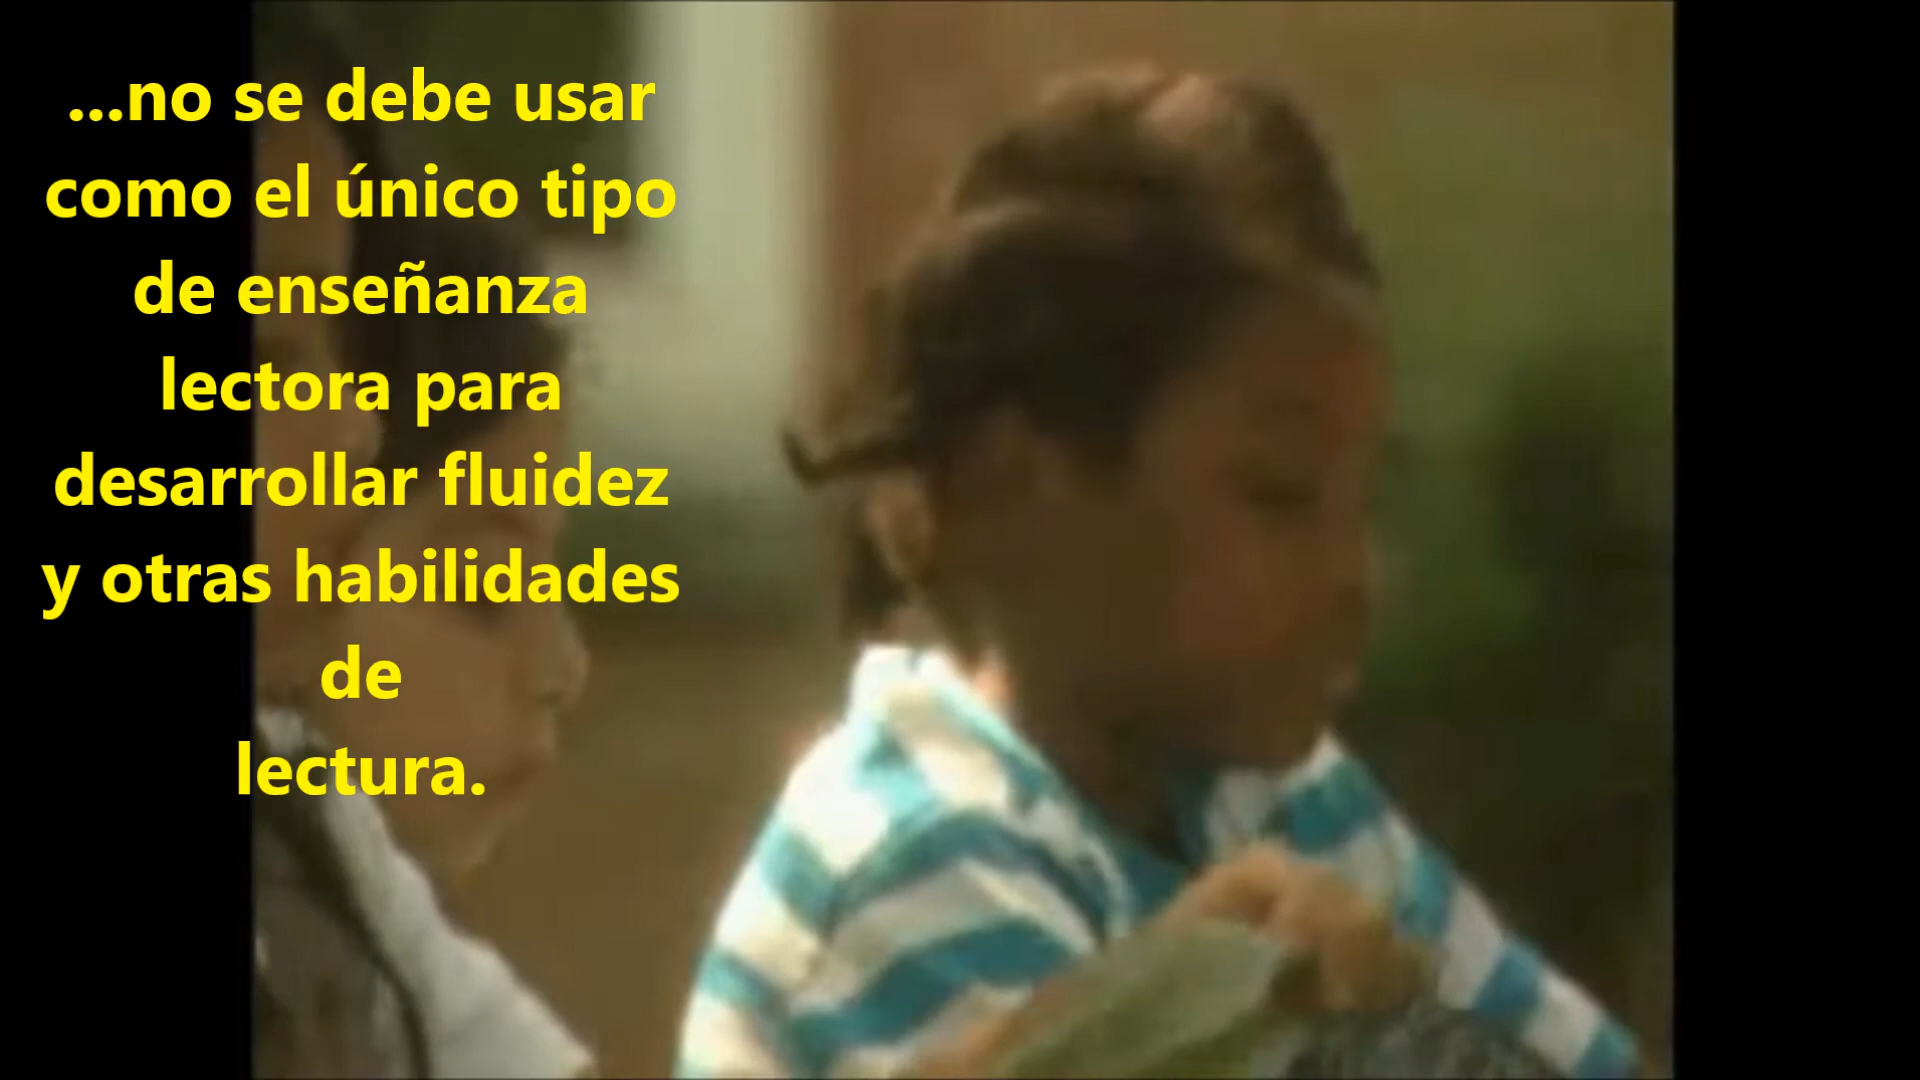 ...no se debe usar
como el único tipo
de enseñanza
lectora para
desarrollar fluidez
y otras habilidades
de
lectura.